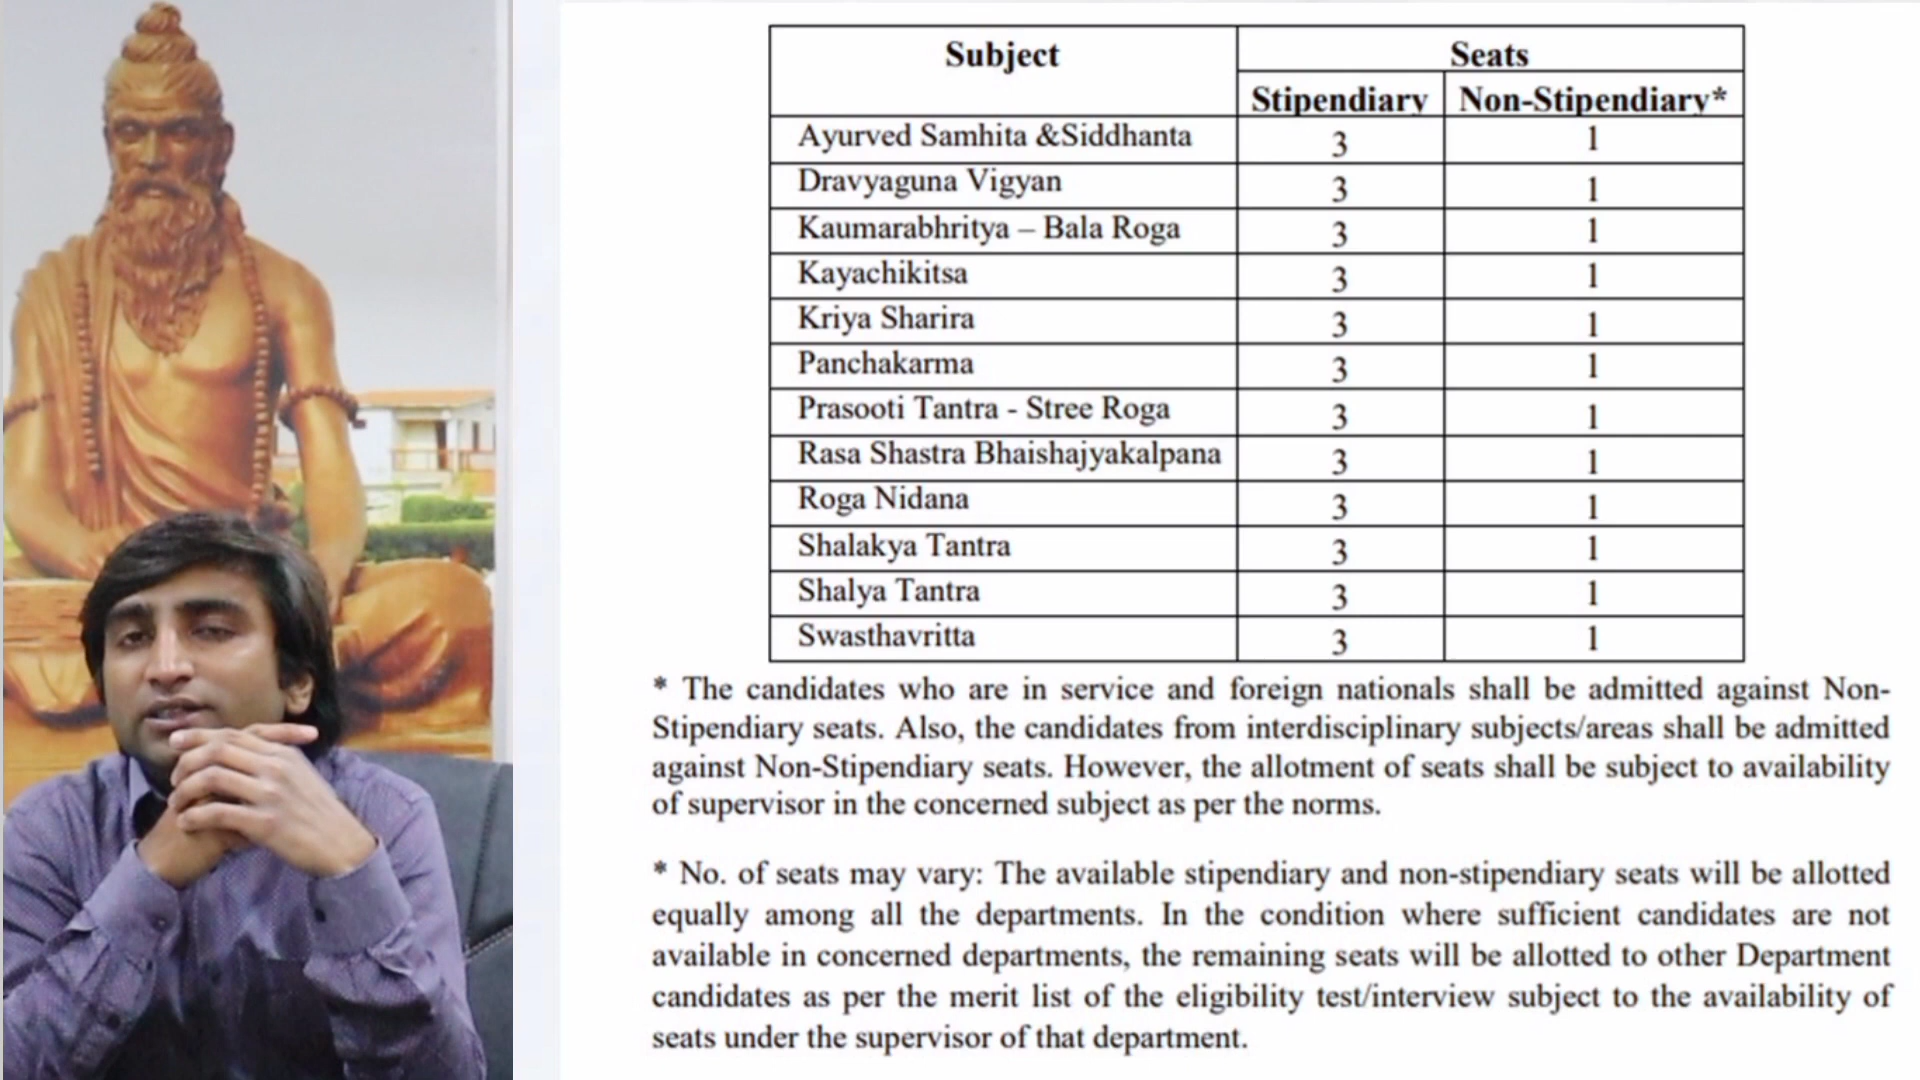 Subject Seats
Stipendiary Non-Stipendiary*
Ayurved Samhita &Siddhanta 3 1
Dravyaguna Vigyan 3 1
Kaumarabhritya – Bala Roga 3 1
Kayachikitsa 3 1
Kriya Sharira 3 1
Panchakarma 3 1
Prasooti Tantra - Stree Roga 3 1
Rasa Shastra Bhaishajyakalpana 3 1
Roga Nidana 3 1
Shalakya Tantra 3 1
Shalya Tantra 3 1
Swasthavritta 3 1
* The candidates who are in service and foreign nationals shall be admitted against Non-
Stipendiary seats. Also, the candidates from interdisciplinary subjects/areas shall be admitted
against Non-Stipendiary seats. However, the allotment of seats shall be subject to availability
of supervisor in the concerned subject as per the norms.
* No. of seats may vary: The available stipendiary and non-stipendiary seats will be allotted
equally among all the departments. In the condition where sufficient candidates are not
available in concerned departments, the remaining seats will be allotted to other Department
candidates as per the merit list of the eligibility test/interview subject to the availability of
seats under the supervisor of that department.